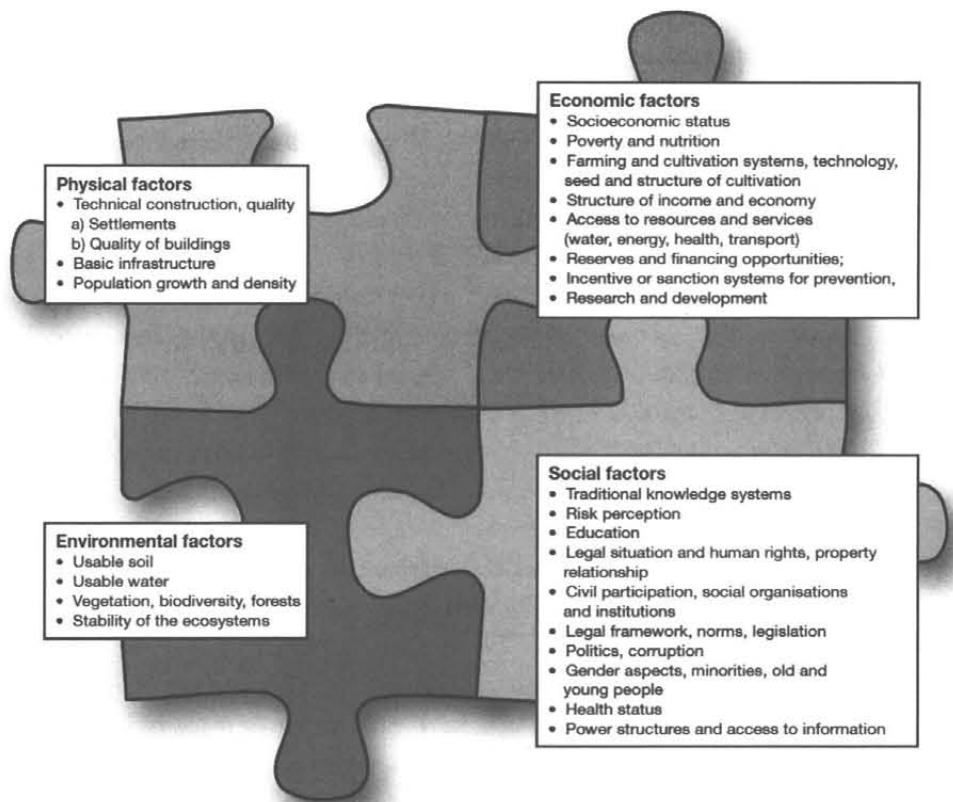 Economic factors
• Socioeconomic status
• Poverty and nutrition
• Farming and cultivation systems, technology,
seed and structure of cultivation
• Structure of income and economy
• Access to resources and services
(water, energy, health, transport)
• Reserves and financing opportunities;
• Incentive or sanction systems for prevention,
• Research and development
Physical factors
• Technical construction, quality
a) Settlements
b) Quality of buildings
• Basic infrastructure
• Population growth and density
Social factors
• Traditional knowledge systems
• Risk perception
• Education
• Legal situation and human rights, property
relationship
• Civil participation, social organisations
and institutions
• Legal framework, norms, legislation
• Politics, corruption
• Gender aspects, minorities, old and
young people
• Health status
• Power structures and access to information
Environmental factors
• Usable soil
• Usable water
• Vegetation, biodiversity, forests
• Stability of the ecosystems